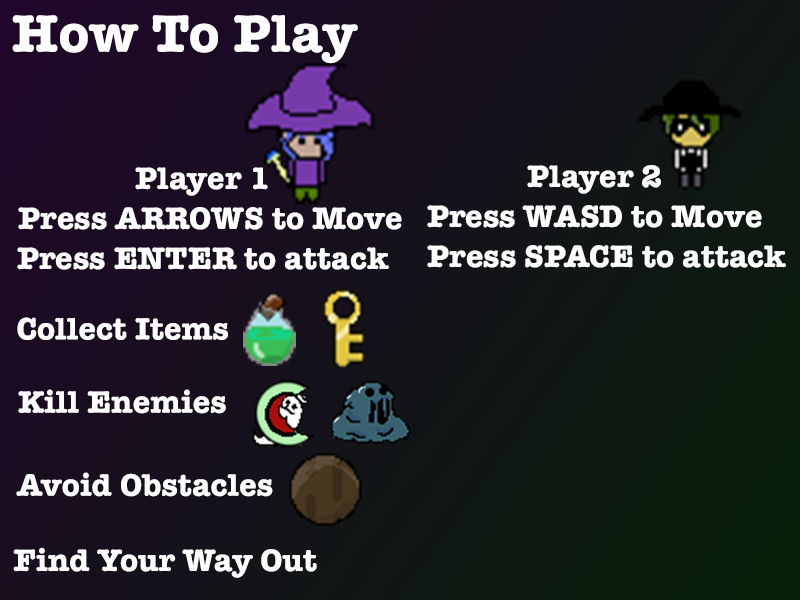 How To Play
Player 1
Press ARROWS to Move
Press ENTER to attack
Player 2
Press WASD to Move
Press SPACE to attack
Collect Items
Kill Enemies
Avoid Obstacles
Find Your Way Out